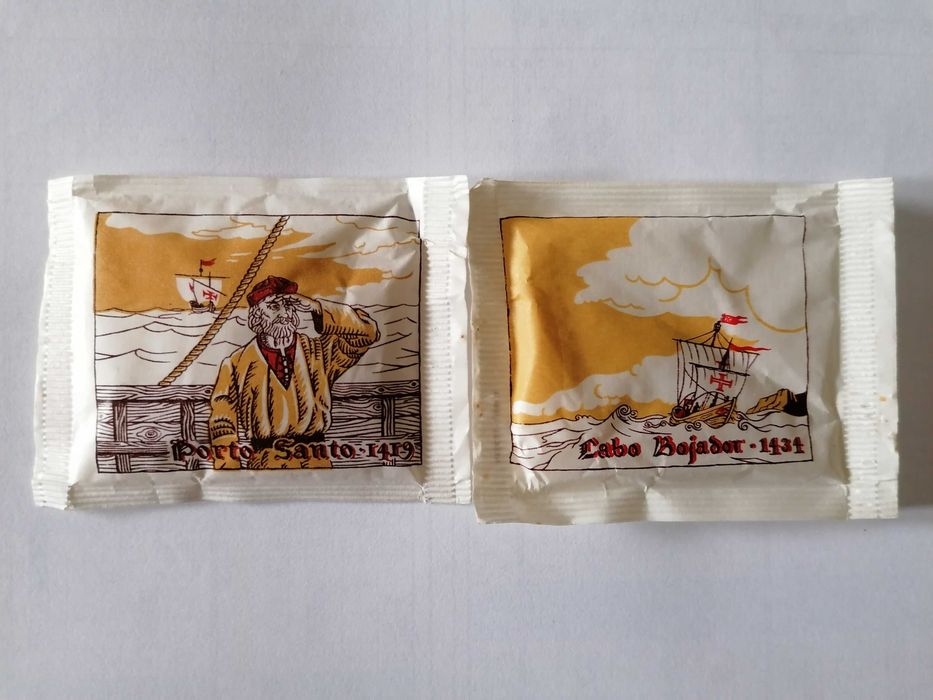 Porto Santo · 1419
Cabo Bojador · 1434